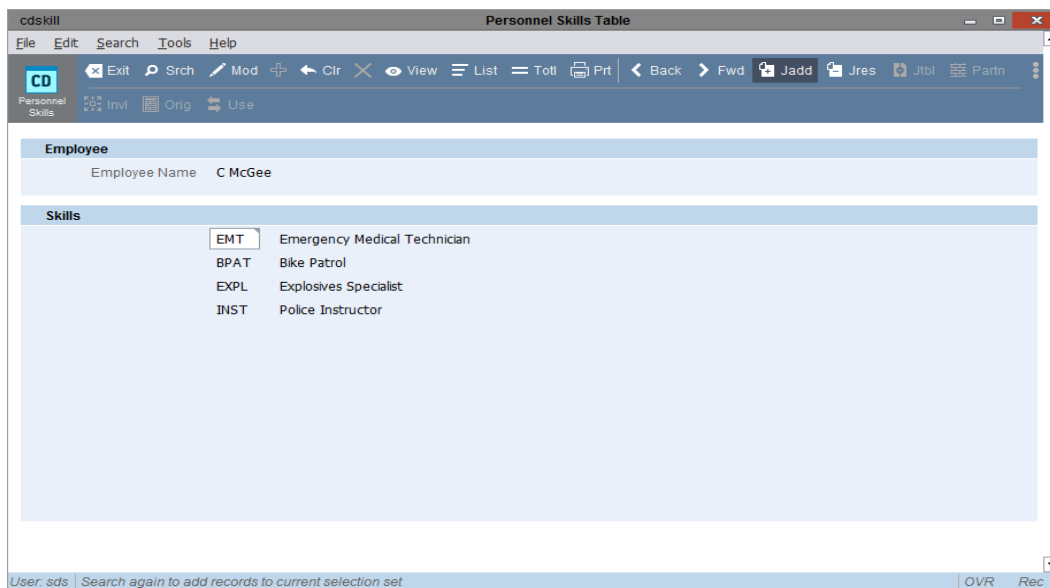 cdskill Personnel Skills Table
File Edit Search Tools Help
CD Exit Srch Mod Clr View List Totl Prt Back Fwd Jadd Jres Jtbl Partn
Personnel Skills Invl Orig Use
Employee
Employee Name C McGee
Skills
EMT Emergency Medical Technician
BPAT Bike Patrol
EXPL Explosives Specialist
INST Police Instructor
User: sds Search again to add records to current selection set OVR Rec